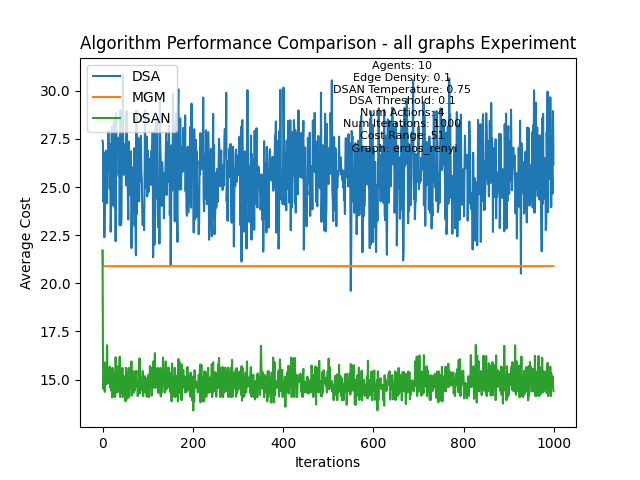 Algorithm Performance Comparison - all graphs Experiment
DSA
MGM
DSAN
Agents: 10
Edge Density: 0.1
DSAN Temperature: 0.75
DSA Threshold: 0.1
Num Actions: 4
Num Iterations: 1000
Cost Range: 51
Graph: erdos_renyi
Average Cost
30.0
27.5
25.0
22.5
20.0
17.5
15.0
0
200
400
600
800
1000
Iterations